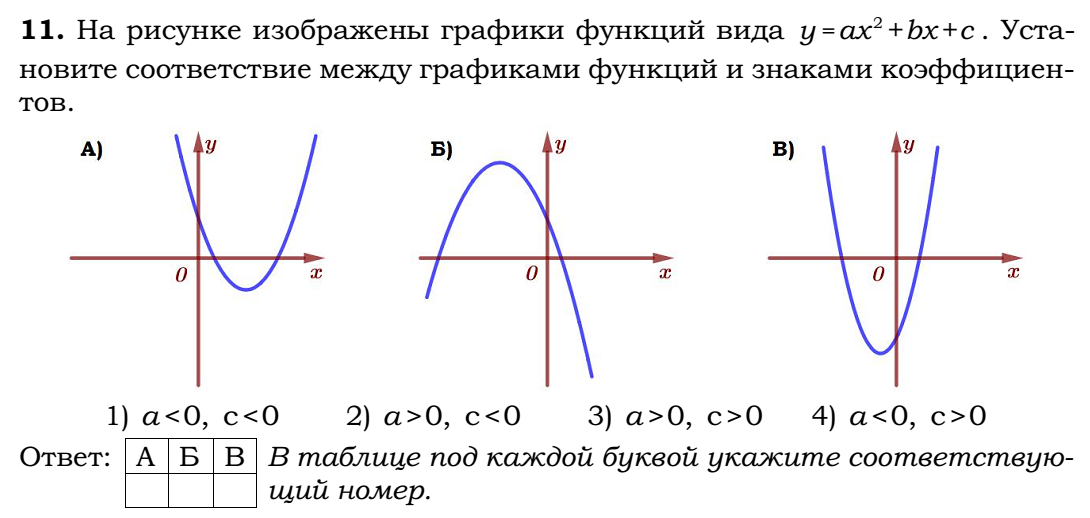 11. На рисунке изображены графики функций вида y=ax²+bx+c. Уста-
новите соответствие между графиками функций и знаками коэффициен-
тов.
А) y 0 x
Б) y 0 x
В) y 0 x
1) a<0, c<0 2) a>0, c<0 3) a>0, c>0 4) a<0, c>0
Ответ: А Б В В таблице под каждой буквой укажите соответствую-
щий номер.